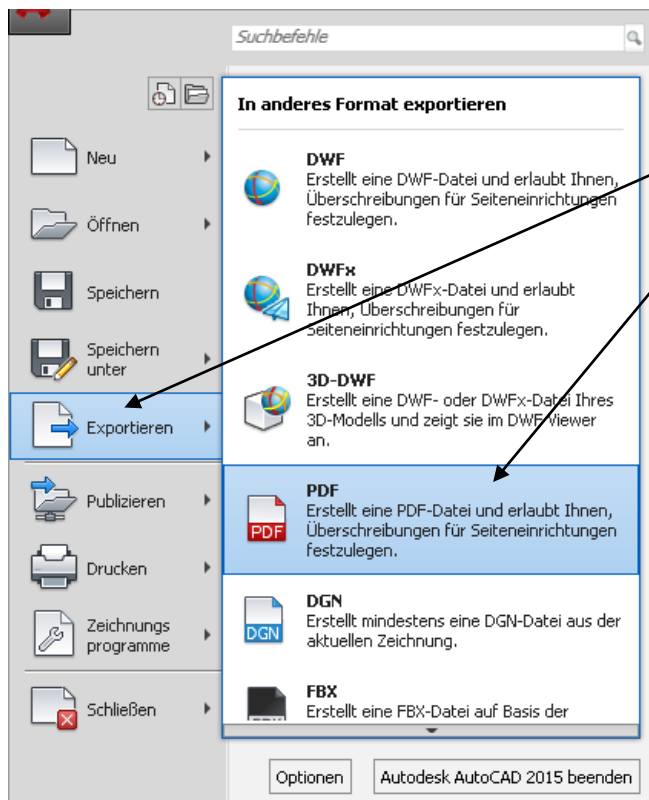 Suchbefehle
In anderes Format exportieren
Neu
Öffnen
Speichern
Speichern
unter
Exportieren
Publizieren
Drucken
Zeichnungs
programme
Schließen
DWF
Erstellt eine DWF-Datei und erlaubt Ihnen,
Überschreibungen für Seiteneinrichtungen
festzulegen.
DWFx
Erstellt eine DWFx-Datei und erlaubt
Ihnen, Überschreibungen für
Seiteneinrichtungen festzulegen.
3D-DWF
Erstellt eine DWF- oder DWFx-Datei Ihres
3D-Modells und zeigt sie im DWF Viewer
an.
PDF
PDF
Erstellt eine PDF-Datei und erlaubt Ihnen,
Überschreibungen für Seiteneinrichtungen
festzulegen.
DGN
DGN
Erstellt mindestens eine DGN-Datei aus der
aktuellen Zeichnung.
FBX
Erstellt eine FBX-Datei auf Basis der
Optionen
Autodesk AutoCAD 2015 beenden